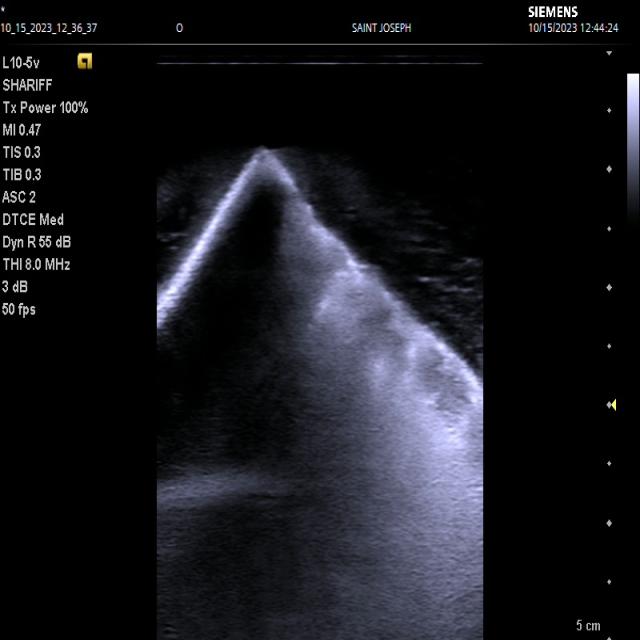 *
SIEMENS
10_15_2023_12_36_37 O SAINT JOSEPH 10/15/2023 12:44:24
L10-5v
SHARIFF
Tx Power 100%
MI 0.47
TIS 0.3
TIB 0.3
ASC 2
DTCE Med
Dyn R 55 dB
THI 8.0 MHz
3 dB
50 fps
5 cm